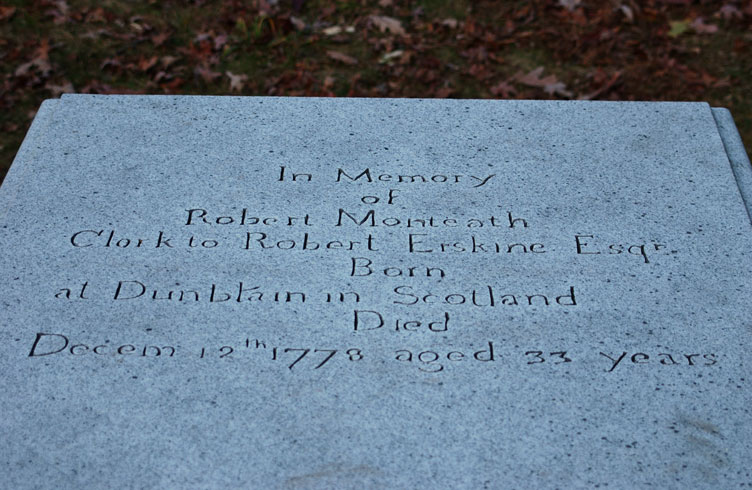 In Memory
of
Robert Monteath
Clark to Robert Erskine Esqr.
Born
at Dunblain in Scotland
Died
Decem 12th 1778 aged 33 years